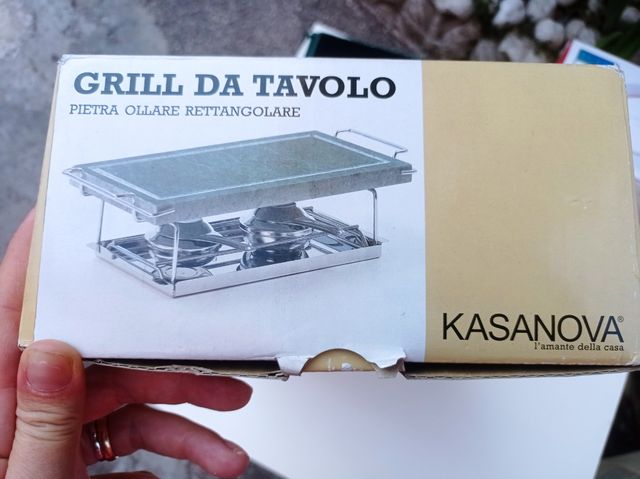 GRILL DA TAVOLO
PIETRA OLLARE RETTANGOLARE
KASANOVA®
l'amante della casa